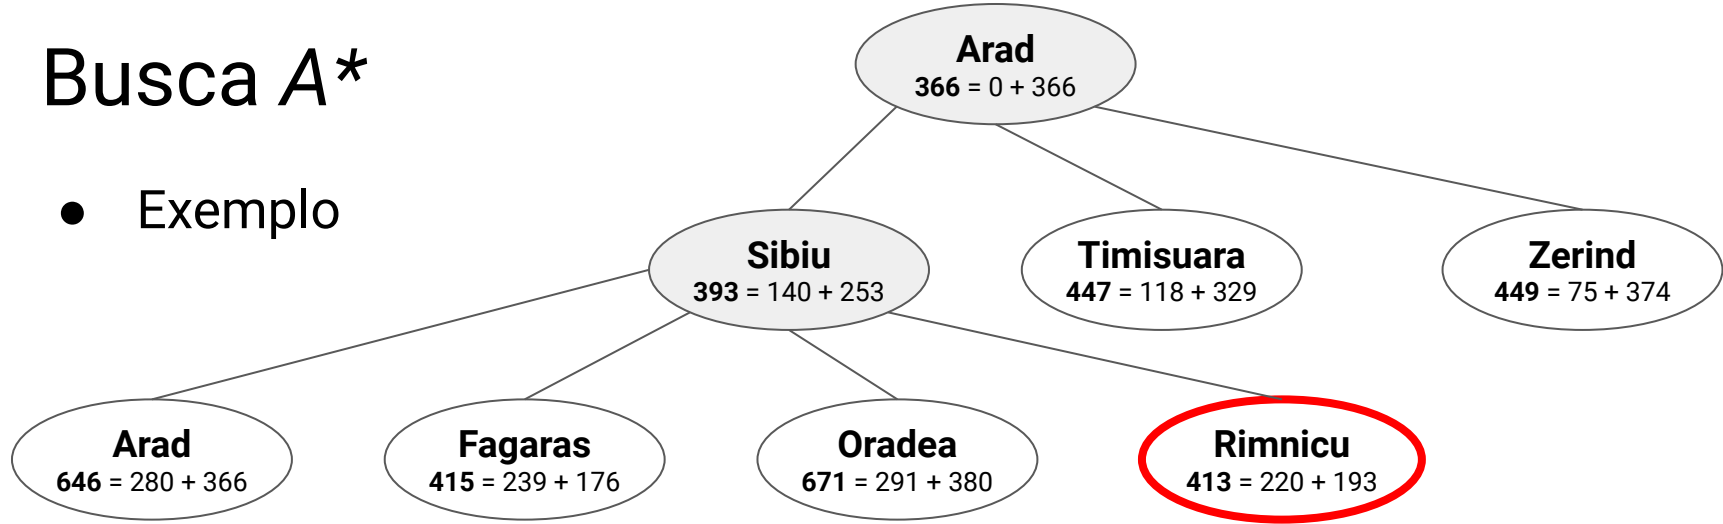 Busca A*
● Exemplo
Arad
366 = 0 + 366
Sibiu
393 = 140 + 253
Timisuara
447 = 118 + 329
Zerind
449 = 75 + 374
Arad
646 = 280 + 366
Fagaras
415 = 239 + 176
Oradea
671 = 291 + 380
Rimnicu
413 = 220 + 193